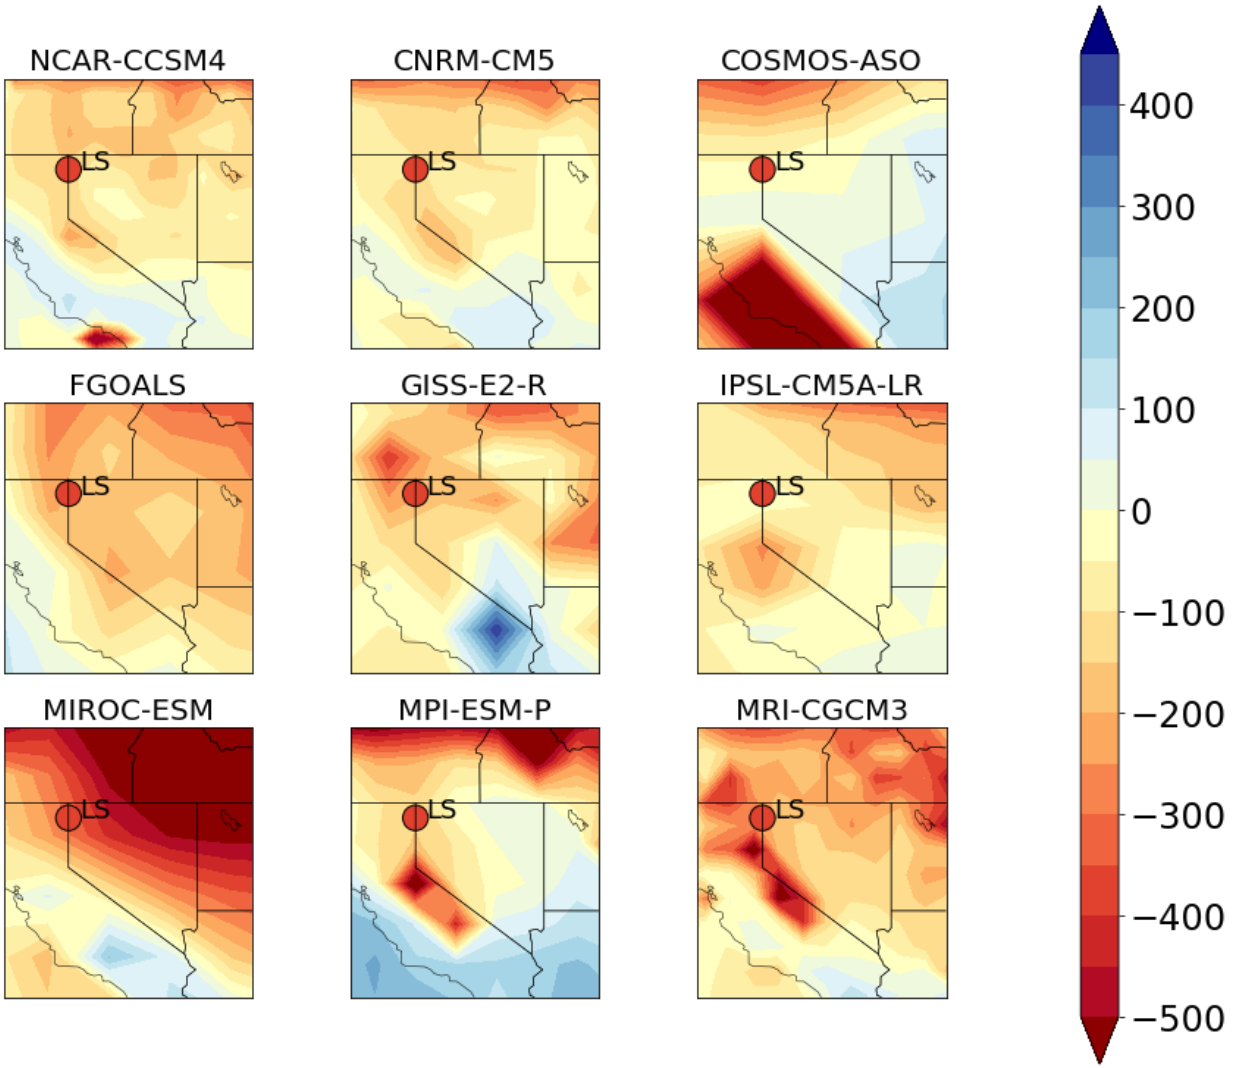 NCAR-CCSM4 CNRM-CM5 COSMOS-ASO
LS LS LS
FGOALS GISS-E2-R IPSL-CM5A-LR
LS LS LS
MIROC-ESM MPI-ESM-P MRI-CGCM3
LS LS LS
400
300
200
100
0
−100
−200
−300
−400
−500